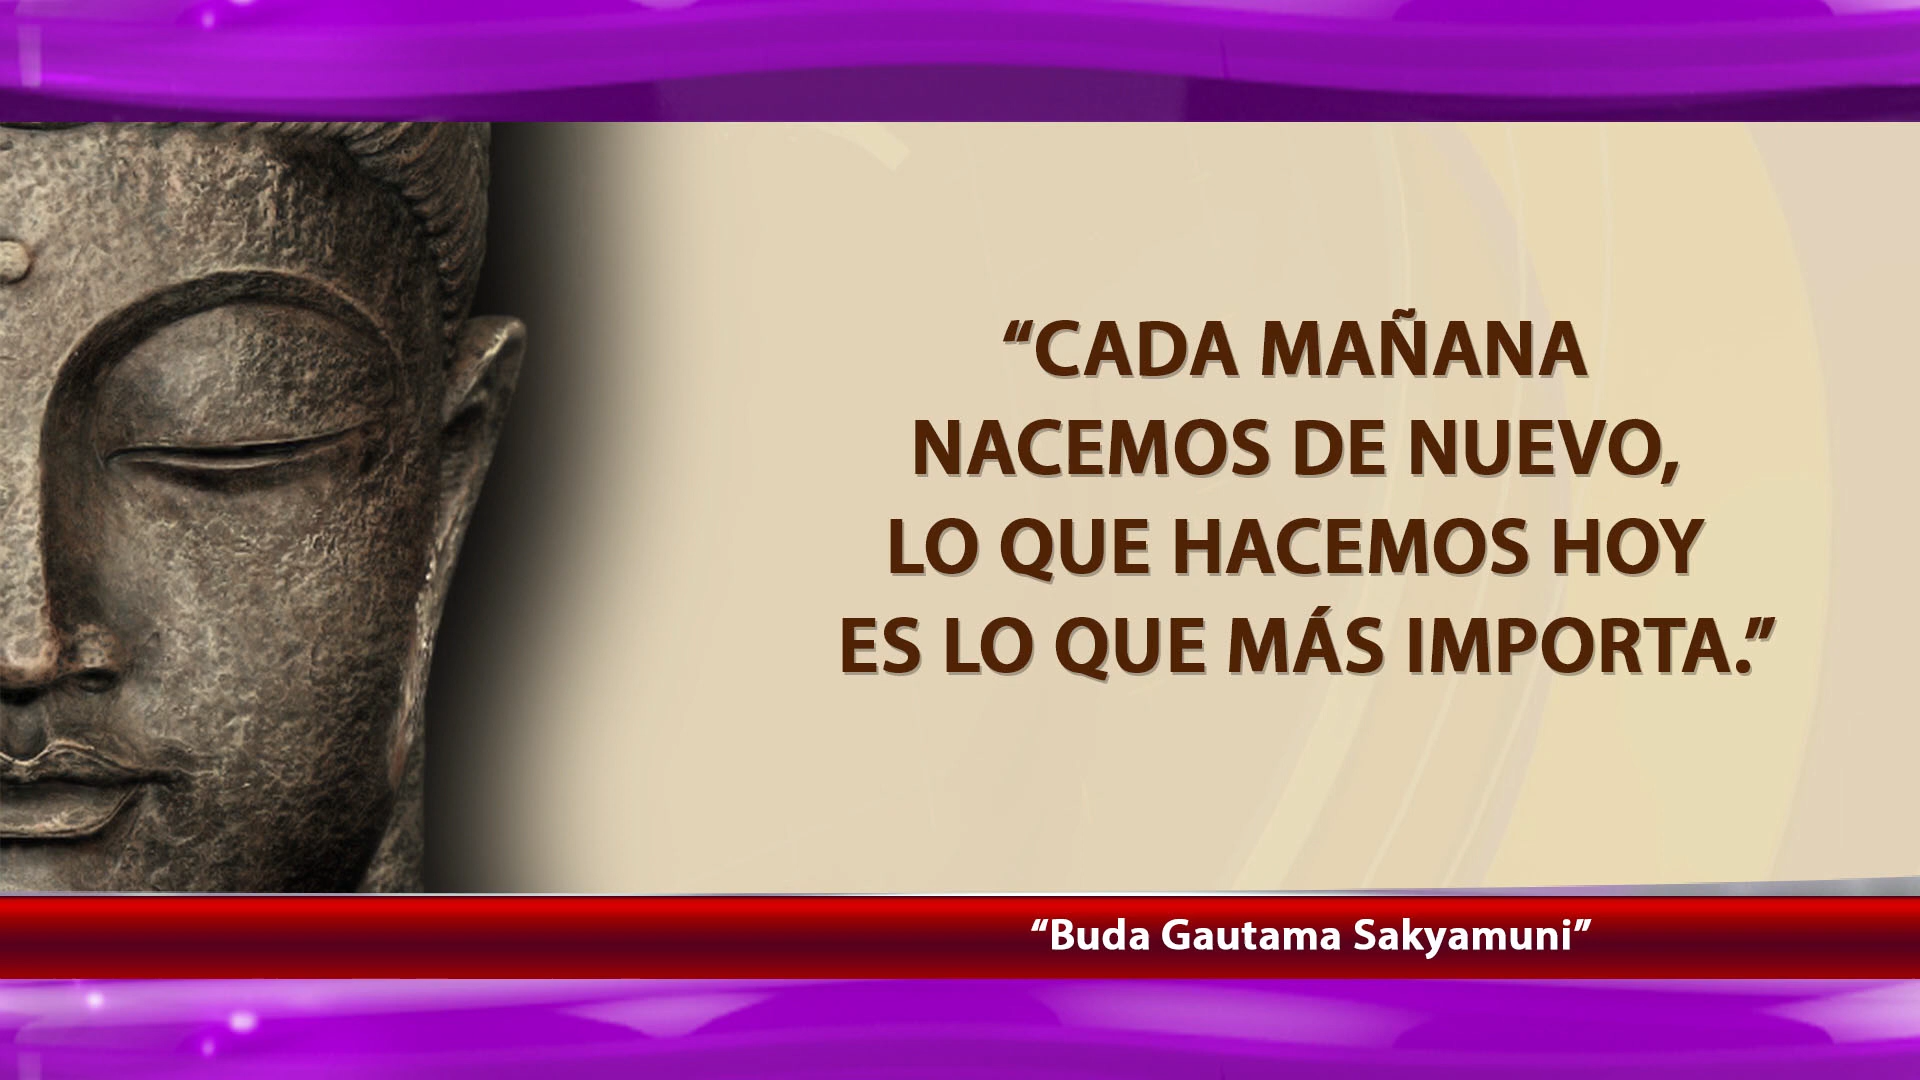 “CADA MAÑANA
NACEMOS DE NUEVO,
LO QUE HACEMOS HOY
ES LO QUE MÁS IMPORTA.”
“Buda Gautama Sakyamuni”